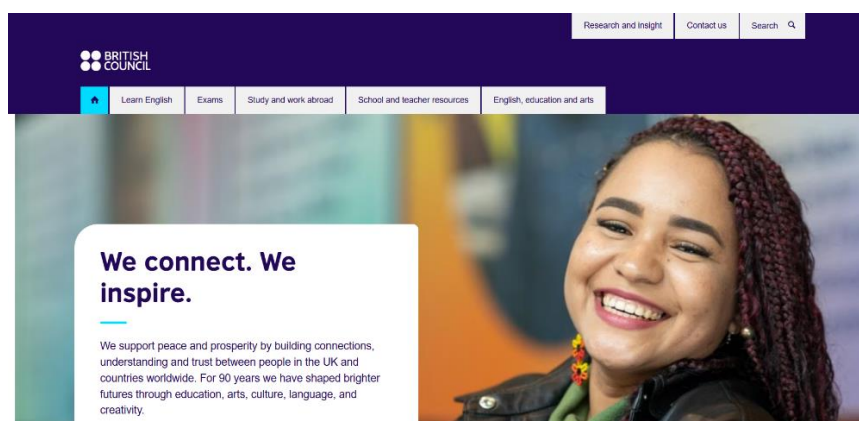 Research and insight
Contact us
Search
BRITISH
COUNCIL
Learn English
Exams
Study and work abroad
School and teacher resources
English, education and arts
We connect. We
inspire.
We support peace and prosperity by building connections,
understanding and trust between people in the UK and
countries worldwide. For 90 years we have shaped brighter
futures through education, arts, culture, language, and
creativity.